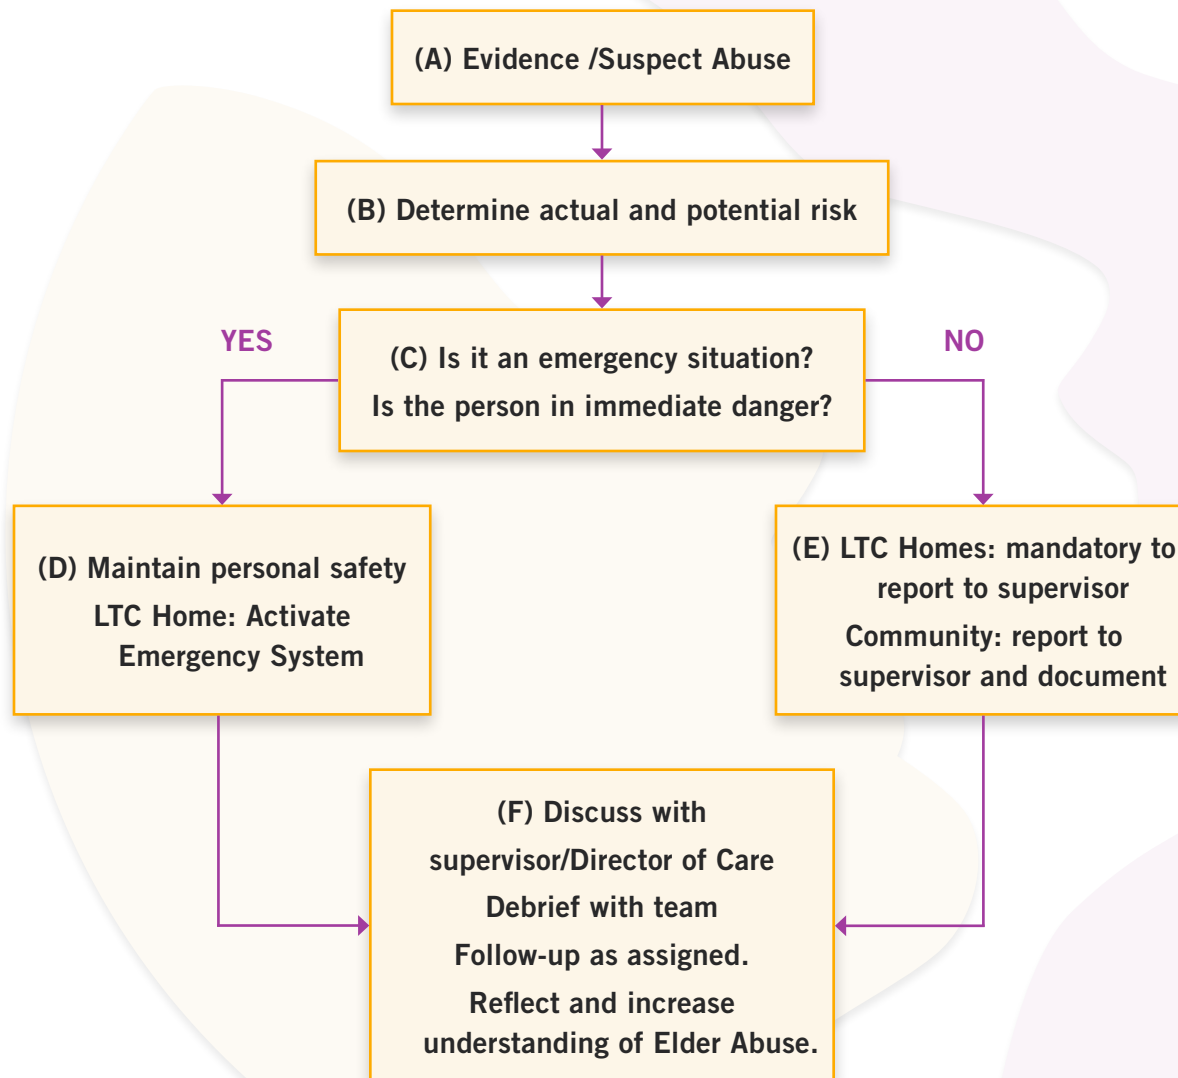 (A) Evidence /Suspect Abuse
(B) Determine actual and potential risk
YES
(C) Is it an emergency situation?
Is the person in immediate danger?
NO
(D) Maintain personal safety
LTC Home: Activate
Emergency System
(E) LTC Homes: mandatory to
report to supervisor
Community: report to
supervisor and document
(F) Discuss with
supervisor/Director of Care
Debrief with team
Follow-up as assigned.
Reflect and increase
understanding of Elder Abuse.